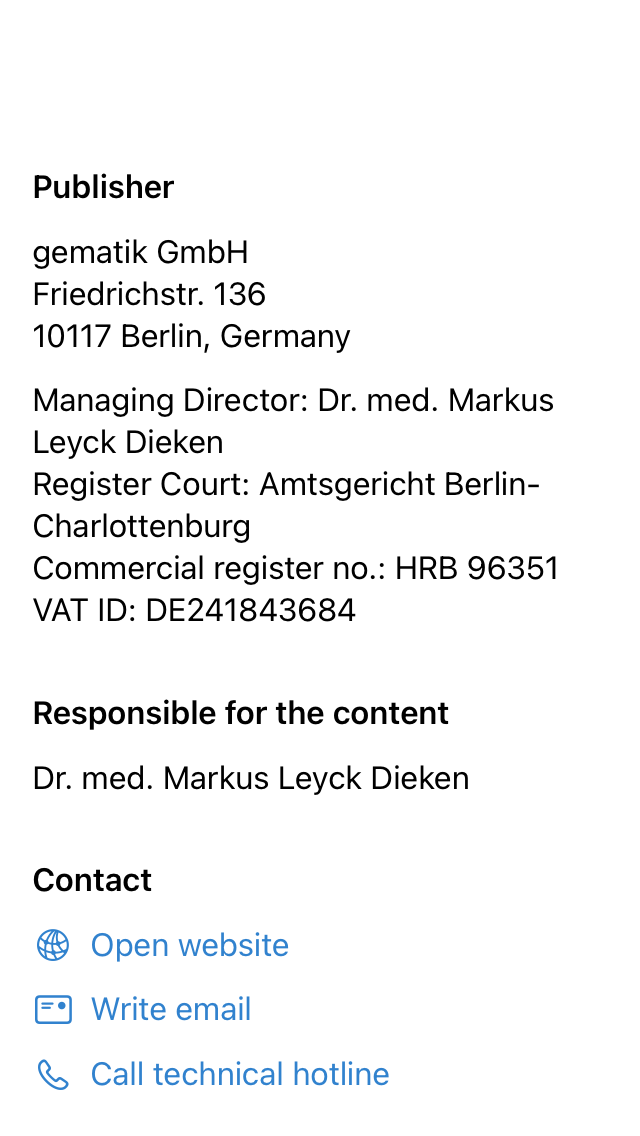 Publisher
gematik GmbH
Friedrichstr. 136
10117 Berlin, Germany
Managing Director: Dr. med. Markus
Leyck Dieken
Register Court: Amtsgericht Berlin-
Charlottenburg
Commercial register no.: HRB 96351
VAT ID: DE241843684
Responsible for the content
Dr. med. Markus Leyck Dieken
Contact
Open website
Write email
Call technical hotline